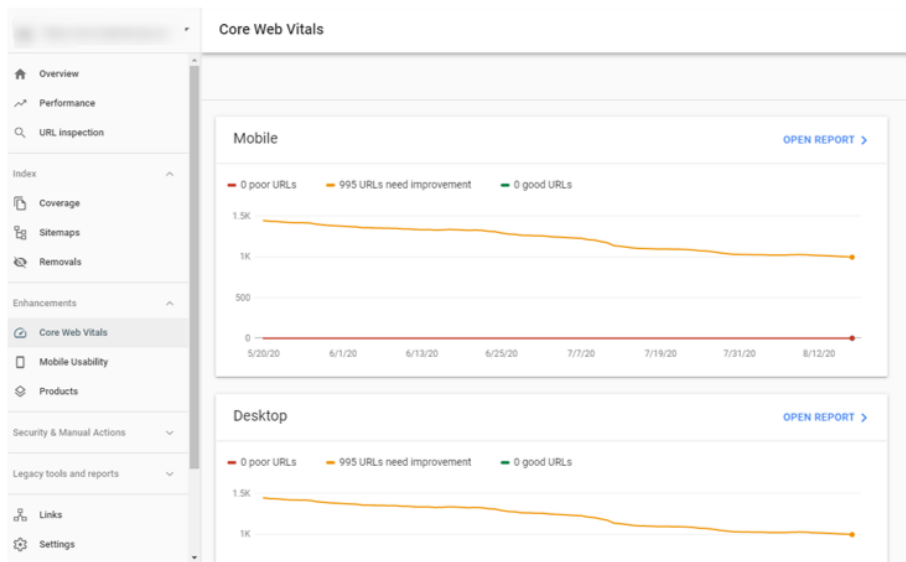 Core Web Vitals
Overview
Performance
URL inspection
Index
Coverage
Sitemaps
Removals
Enhancements
Core Web Vitals
Mobile Usability
Products
Security & Manual Actions
Legacy tools and reports
Links
Settings
Mobile
OPEN REPORT
0 poor URLs 995 URLs need improvement 0 good URLs
1.5K
1K
500
0
5/20/20 6/1/20 6/13/20 6/25/20 7/7/20 7/19/20 7/31/20 8/12/20
Desktop
OPEN REPORT
0 poor URLs 995 URLs need improvement 0 good URLs
1.5K
1K